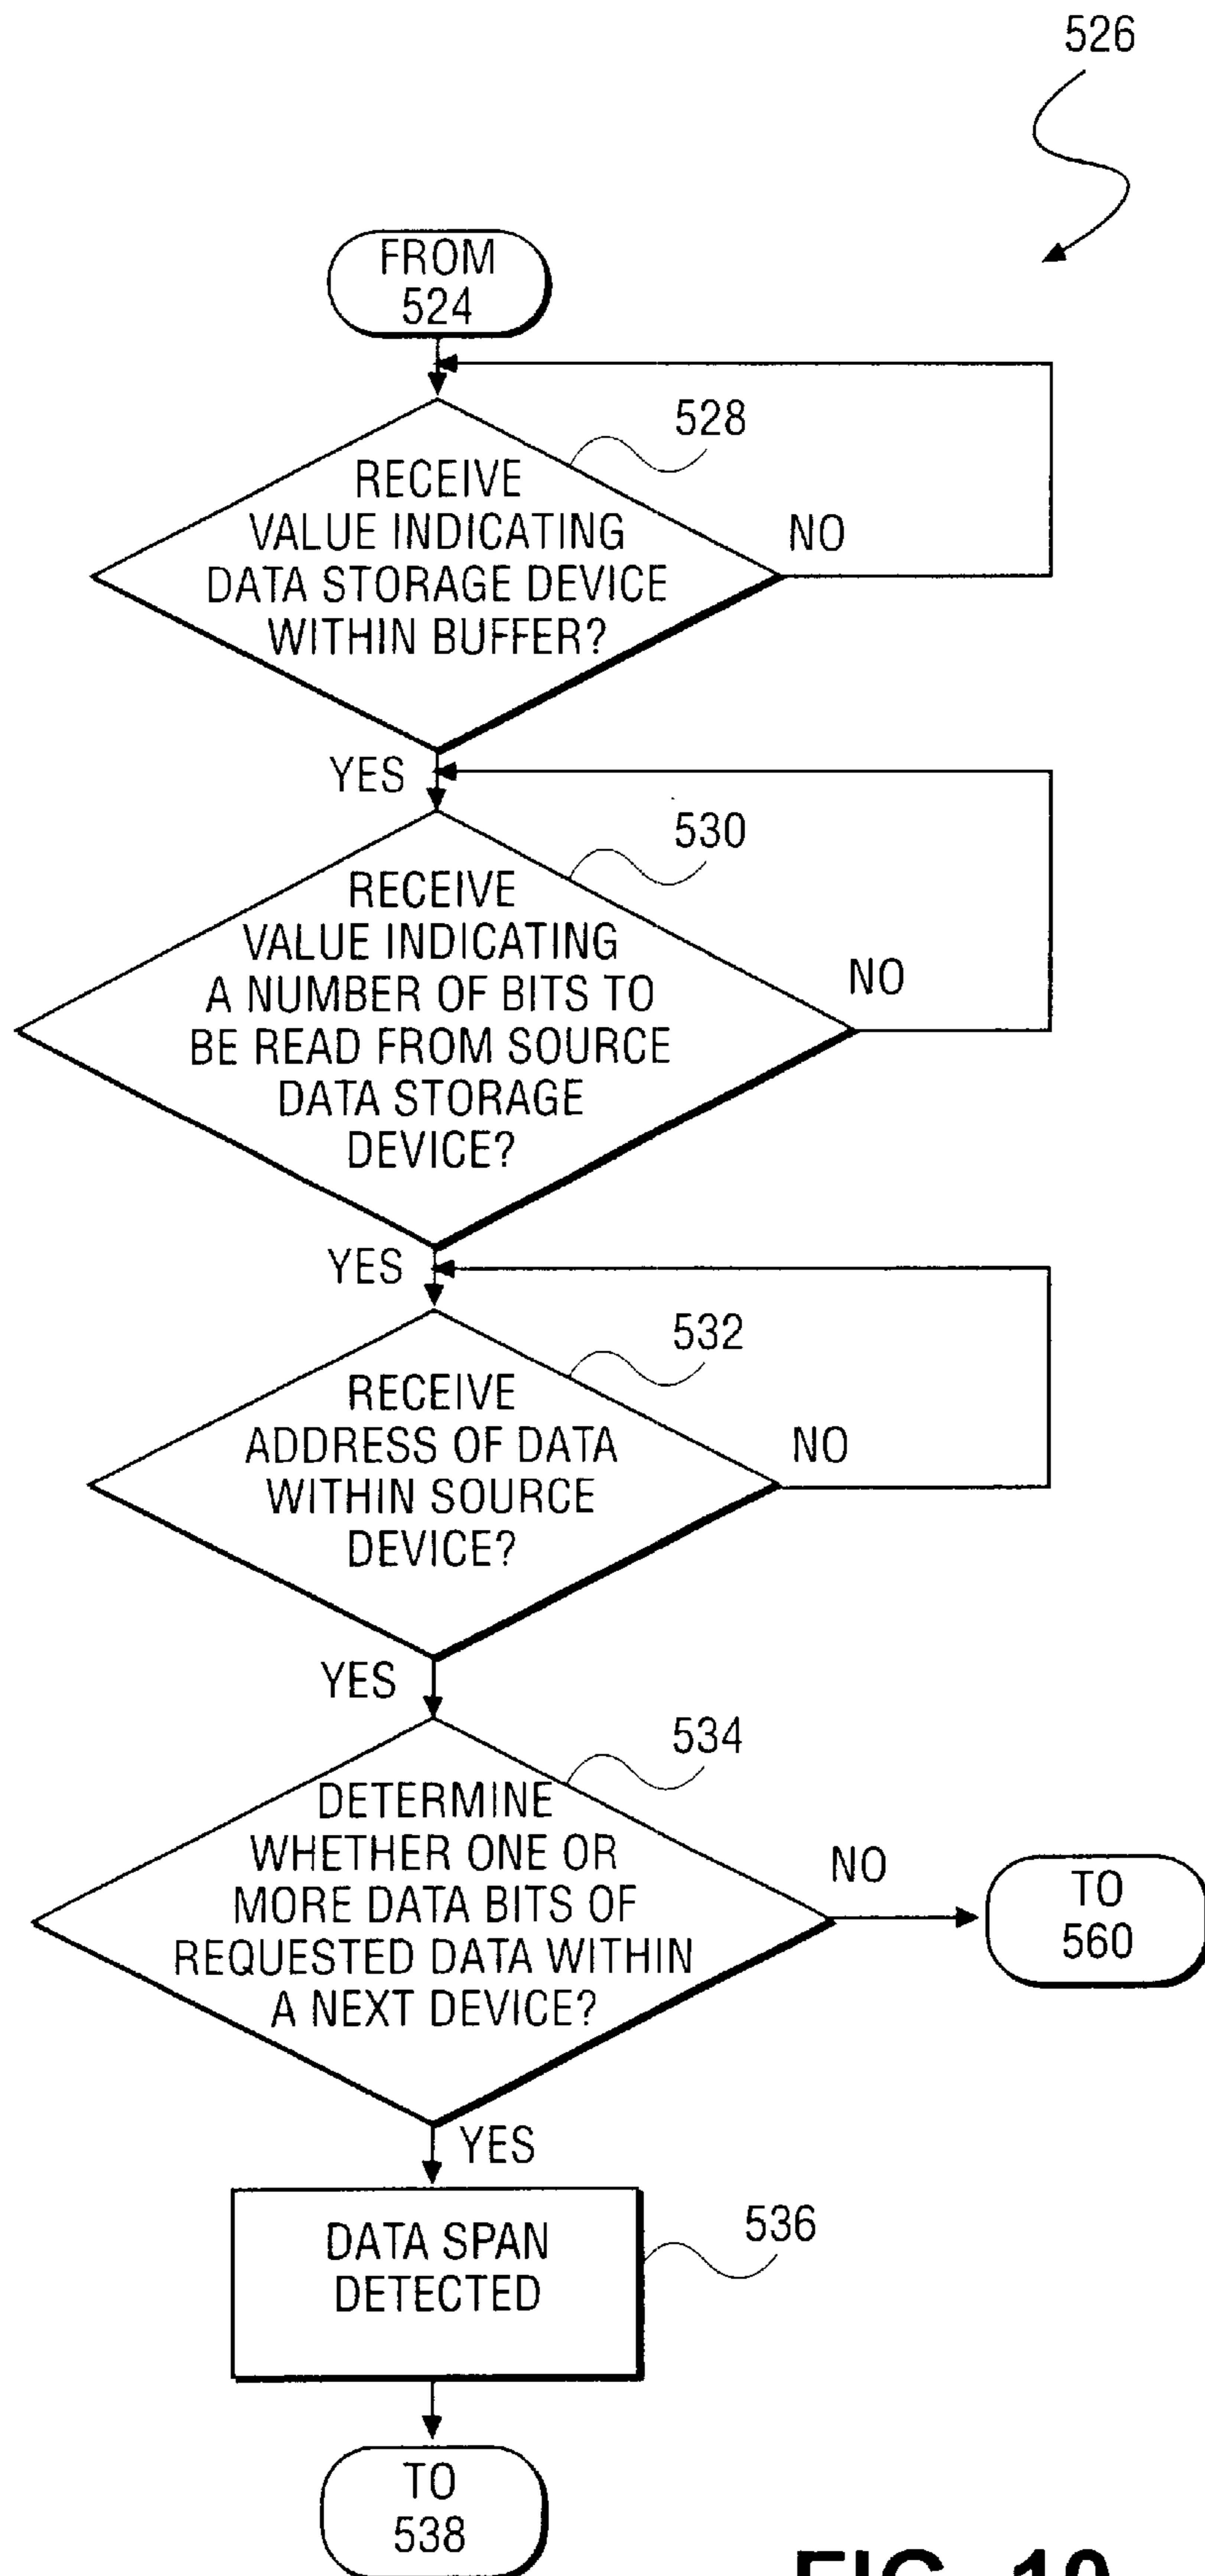 526
FROM
524
528
RECEIVE
VALUE INDICATING
DATA STORAGE DEVICE
WITHIN BUFFER?
NO
YES
530
RECEIVE
VALUE INDICATING
A NUMBER OF BITS TO
BE READ FROM SOURCE
DATA STORAGE
DEVICE?
NO
YES
532
RECEIVE
ADDRESS OF DATA
WITHIN SOURCE
DEVICE?
NO
YES
534
DETERMINE
WHETHER ONE OR
MORE DATA BITS OF
REQUESTED DATA WITHIN
A NEXT DEVICE?
NO
TO
560
YES
DATA SPAN
DETECTED
536
TO
538